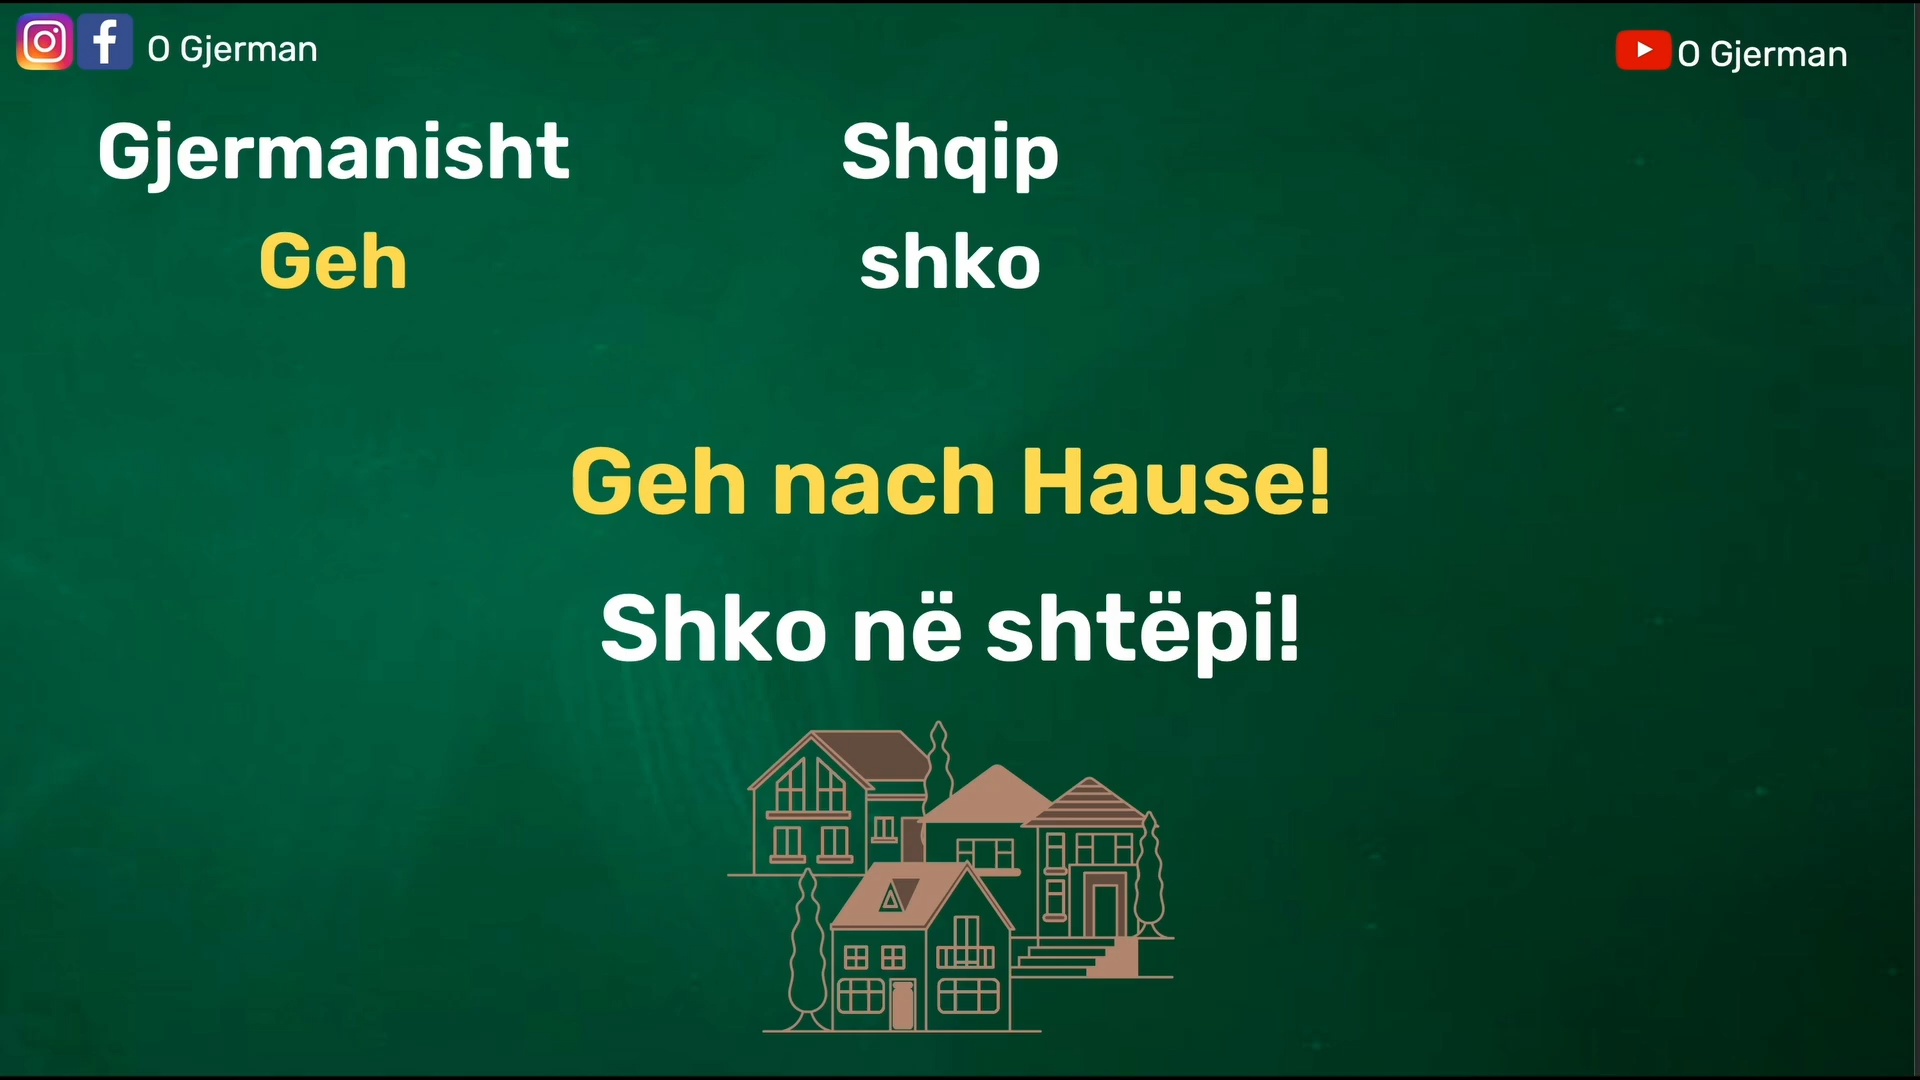 O Gjerman
O Gjerman
Gjermanisht
Shqip
Geh
shko
Geh nach Hause!
Shko në shtëpi!